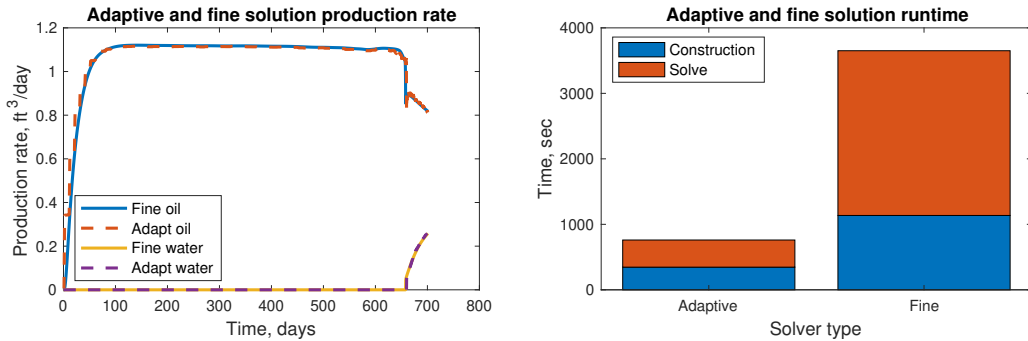 Adaptive and fine solution production rate
Production rate, ft 3/day
1.2
1
0.8
0.6
0.4
0.2
0
Fine oil
Adapt oil
Fine water
Adapt water
0 100 200 300 400 500 600 700 800
Time, days
Adaptive and fine solution runtime
Time, sec
4000
3000
2000
1000
0
Construction
Solve
Adaptive Fine
Solver type